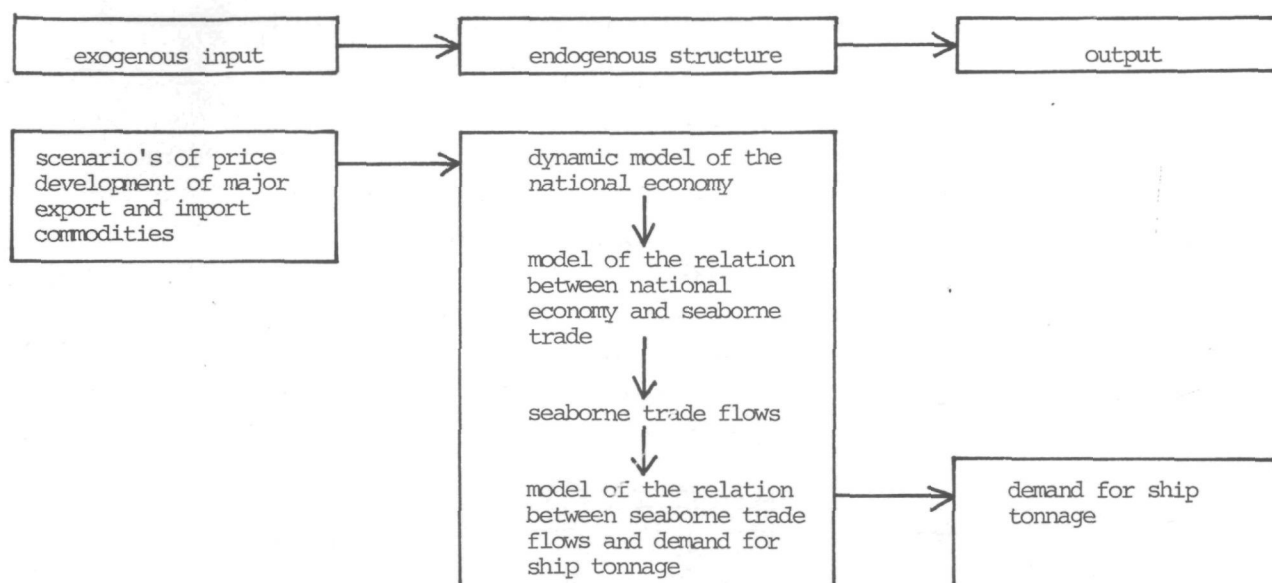 exogenous input
endogenous structure
output
scenario's of price
development of major
export and import
commodities
dynamic model of the
national economy
model of the relation
between national
economy and seaborne
trade
seaborne trade flows
model of the relation
between seaborne trade
flows and demand for
ship tonnage
demand for ship
tonnage